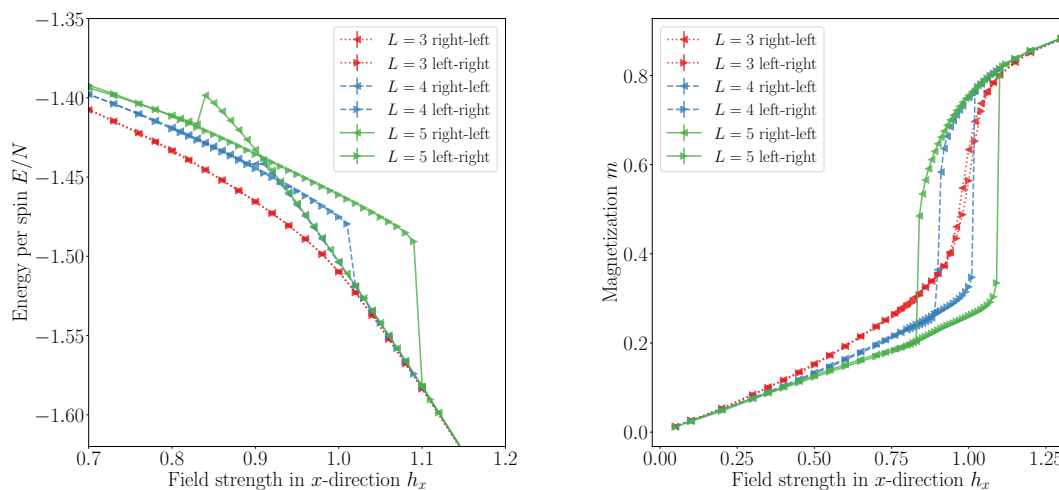 −1.35
−1.40
−1.45
−1.50
−1.55
−1.60
Energy per spin E/N
0.7
0.8
0.9
1.0
1.1
1.2
Field strength in x-direction hₓ
L = 3 right-left
L = 3 left-right
L = 4 right-left
L = 4 left-right
L = 5 right-left
L = 5 left-right
0.8
0.6
0.4
0.2
0.0
Magnetization m
0.00
0.25
0.50
0.75
1.00
1.25
Field strength in x-direction hₓ
L = 3 right-left
L = 3 left-right
L = 4 right-left
L = 4 left-right
L = 5 right-left
L = 5 left-right